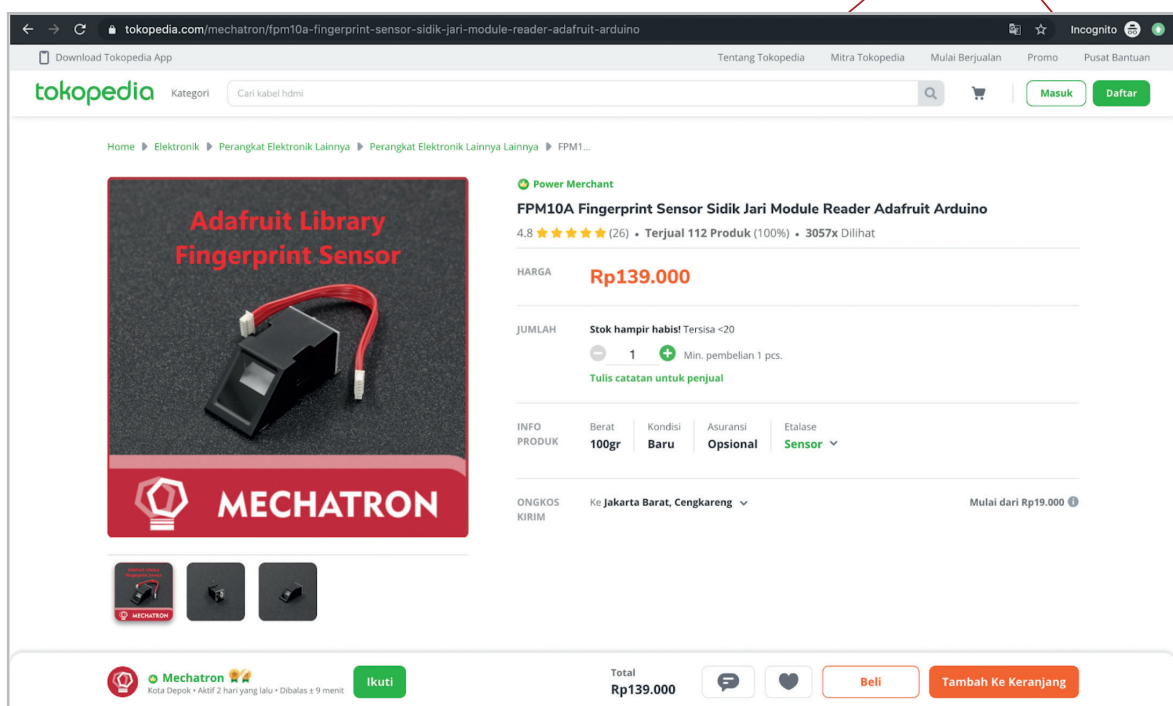 tokopedia.com/mechatron/fpm10a-fingerprint-sensor-sidik-jari-module-reader-adafruit-arduino
Incognito
Download Tokopedia App
Tentang Tokopedia Mitra Tokopedia Mulai Berjualan Promo Pusat Bantuan
tokopedia Kategori Cari kabel hdmi Masuk Daftar
Home Elektronik Perangkat Elektronik Lainnya Perangkat Elektronik Lainnya Lainnya FPM1...
Adafruit Library
Fingerprint Sensor
MECHATRON
Power Merchant
FPM10A Fingerprint Sensor Sidik Jari Module Reader Adafruit Arduino
4.8 (26) • Terjual 112 Produk (100%) • 3057x Dilihat
HARGA Rp139.000
JUMLAH Stok hampir habis! Tersisa <20
1 Min. pembelian 1 pcs.
Tulis catatan untuk penjual
INFO PRODUK
Berat Kondisi Asuransi Etalase
100gr Baru Opsional Sensor
ONGKOS KIRIM
Ke Jakarta Barat, Cengkareng Mulai dari Rp19.000
Adafruit Library
Fingerprint Sensor
MECHATRON
Mechatron
Kota Depok • Aktif 2 hari yang lalu • Dibalas ± 9 menit
Ikuti
Total
Rp139.000
Beli
Tambah Ke Keranjang